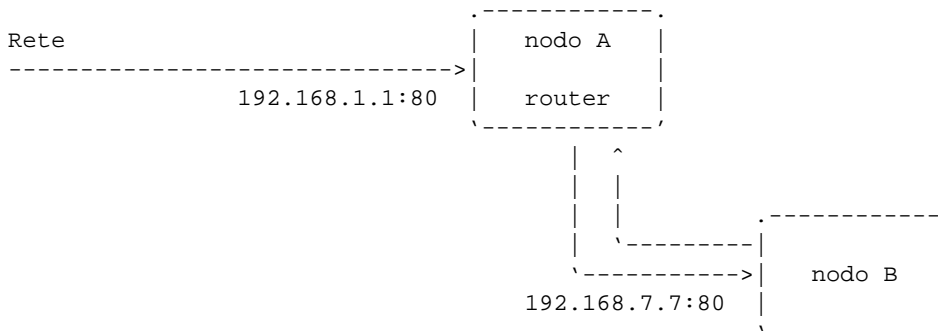 Rete
nodo A
192.168.1.1:80
router
nodo B
192.168.7.7:80